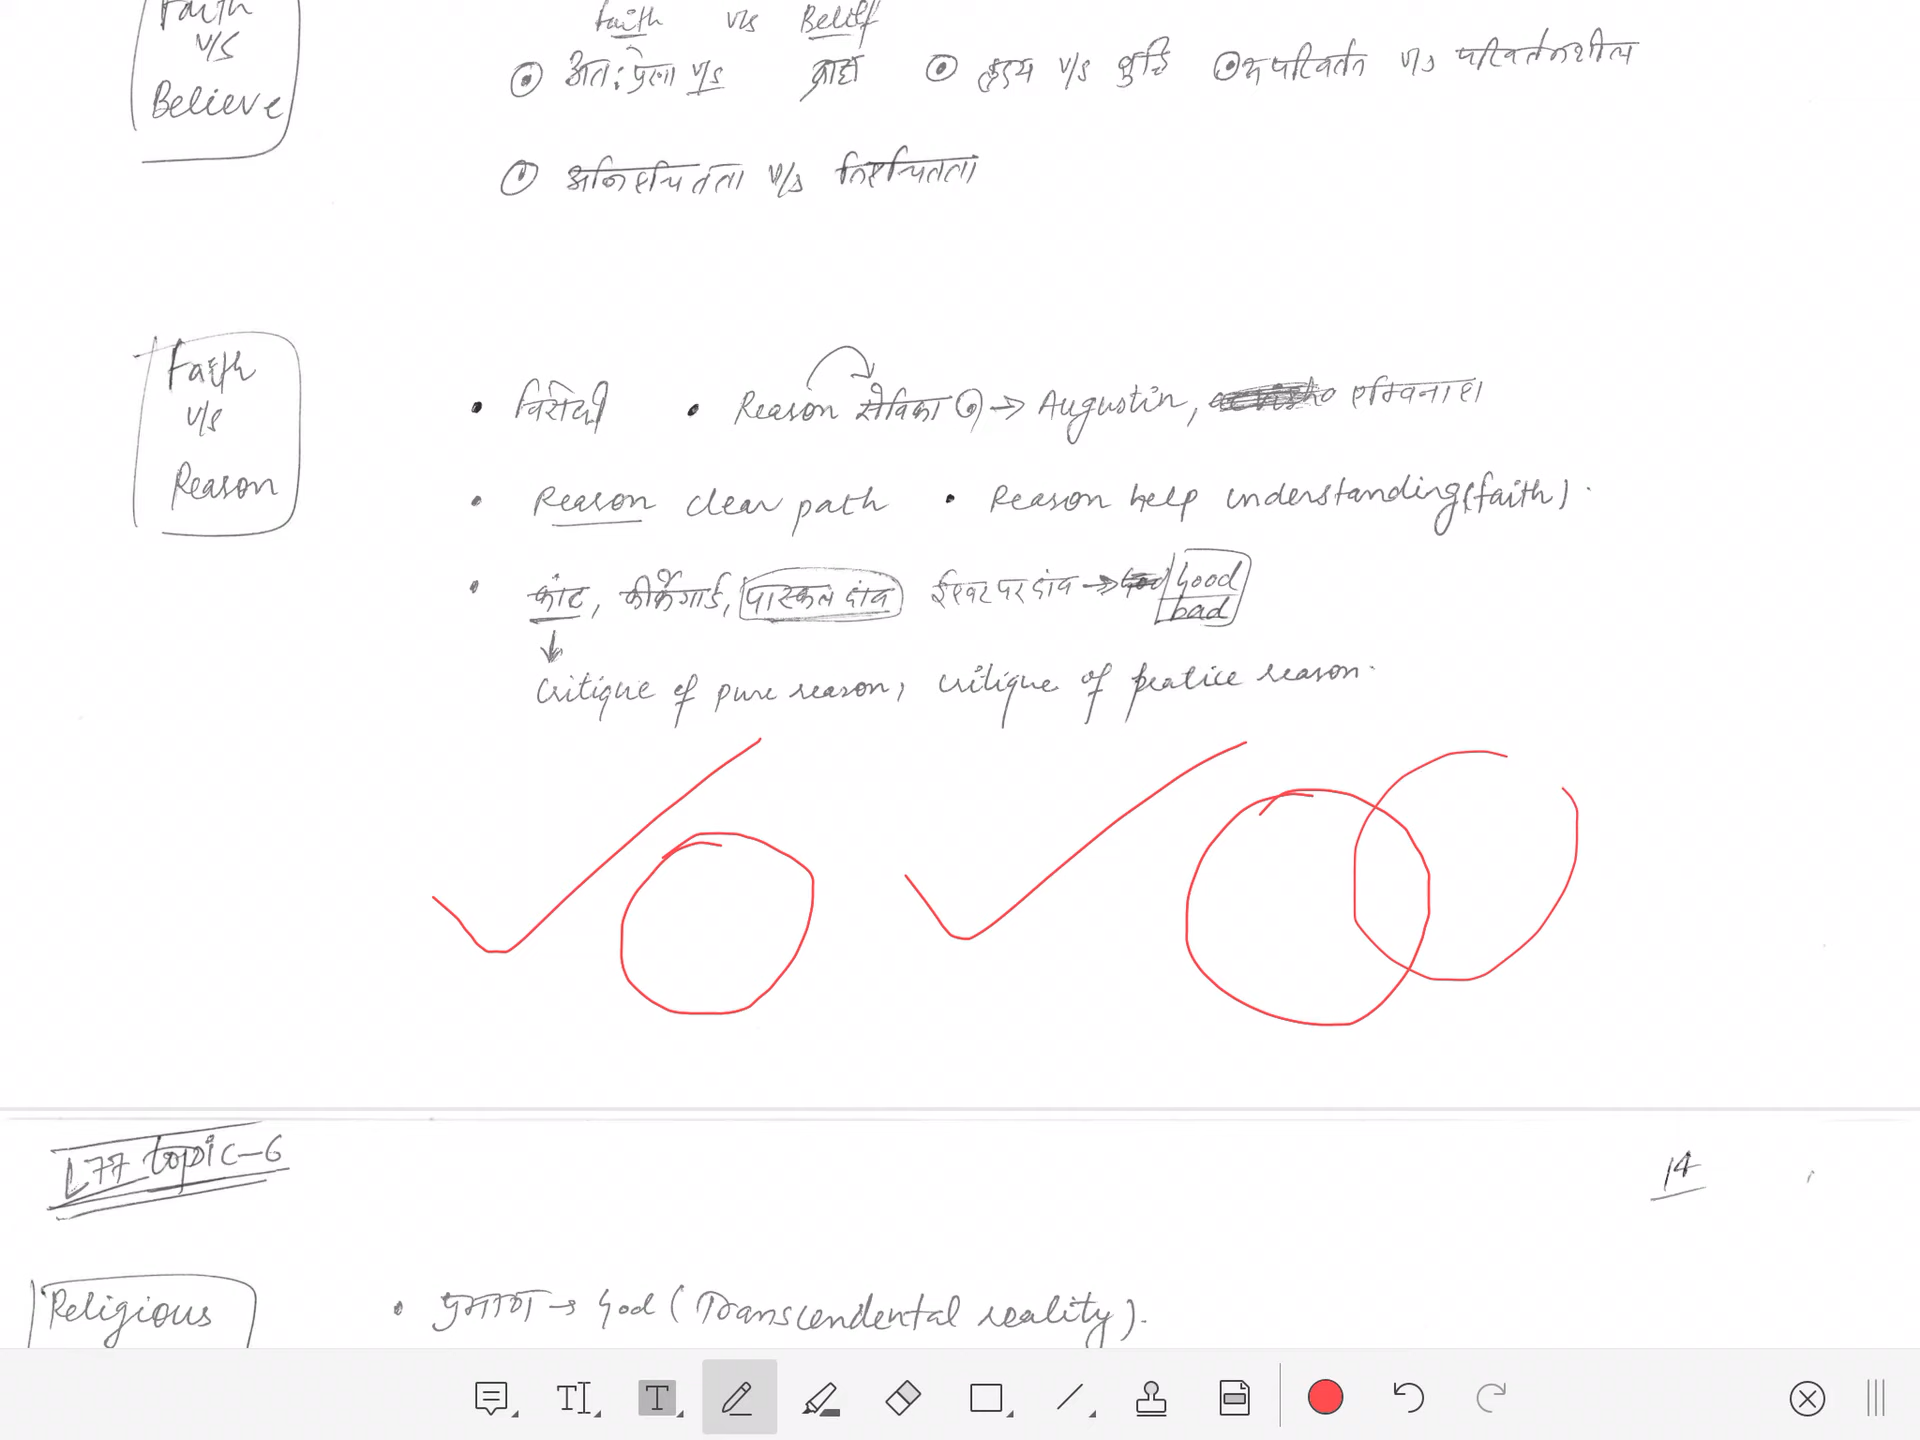 Faith
v/s
Believe
Faith v/s Belief
अंत: प्रेरणा v/s बाह्य हृदय v/s बुद्धि अपरिवर्तन v/s परिवर्तनशील
अनिश्चितता v/s निश्चितता
Faith
v/s
Reason
विरोधी • Reason सेविका → Augustin, एक्विनाश
Reason clear path • Reason help understanding (faith).
कांट, कीर्केगार्ड, पास्कल दांव ईश्वर पर दांव → Good
bad
Critique of pure reason, critique of pratice reason.
L77 topic-6
14
Religious
• प्रमाण → God (Transcendental reality).